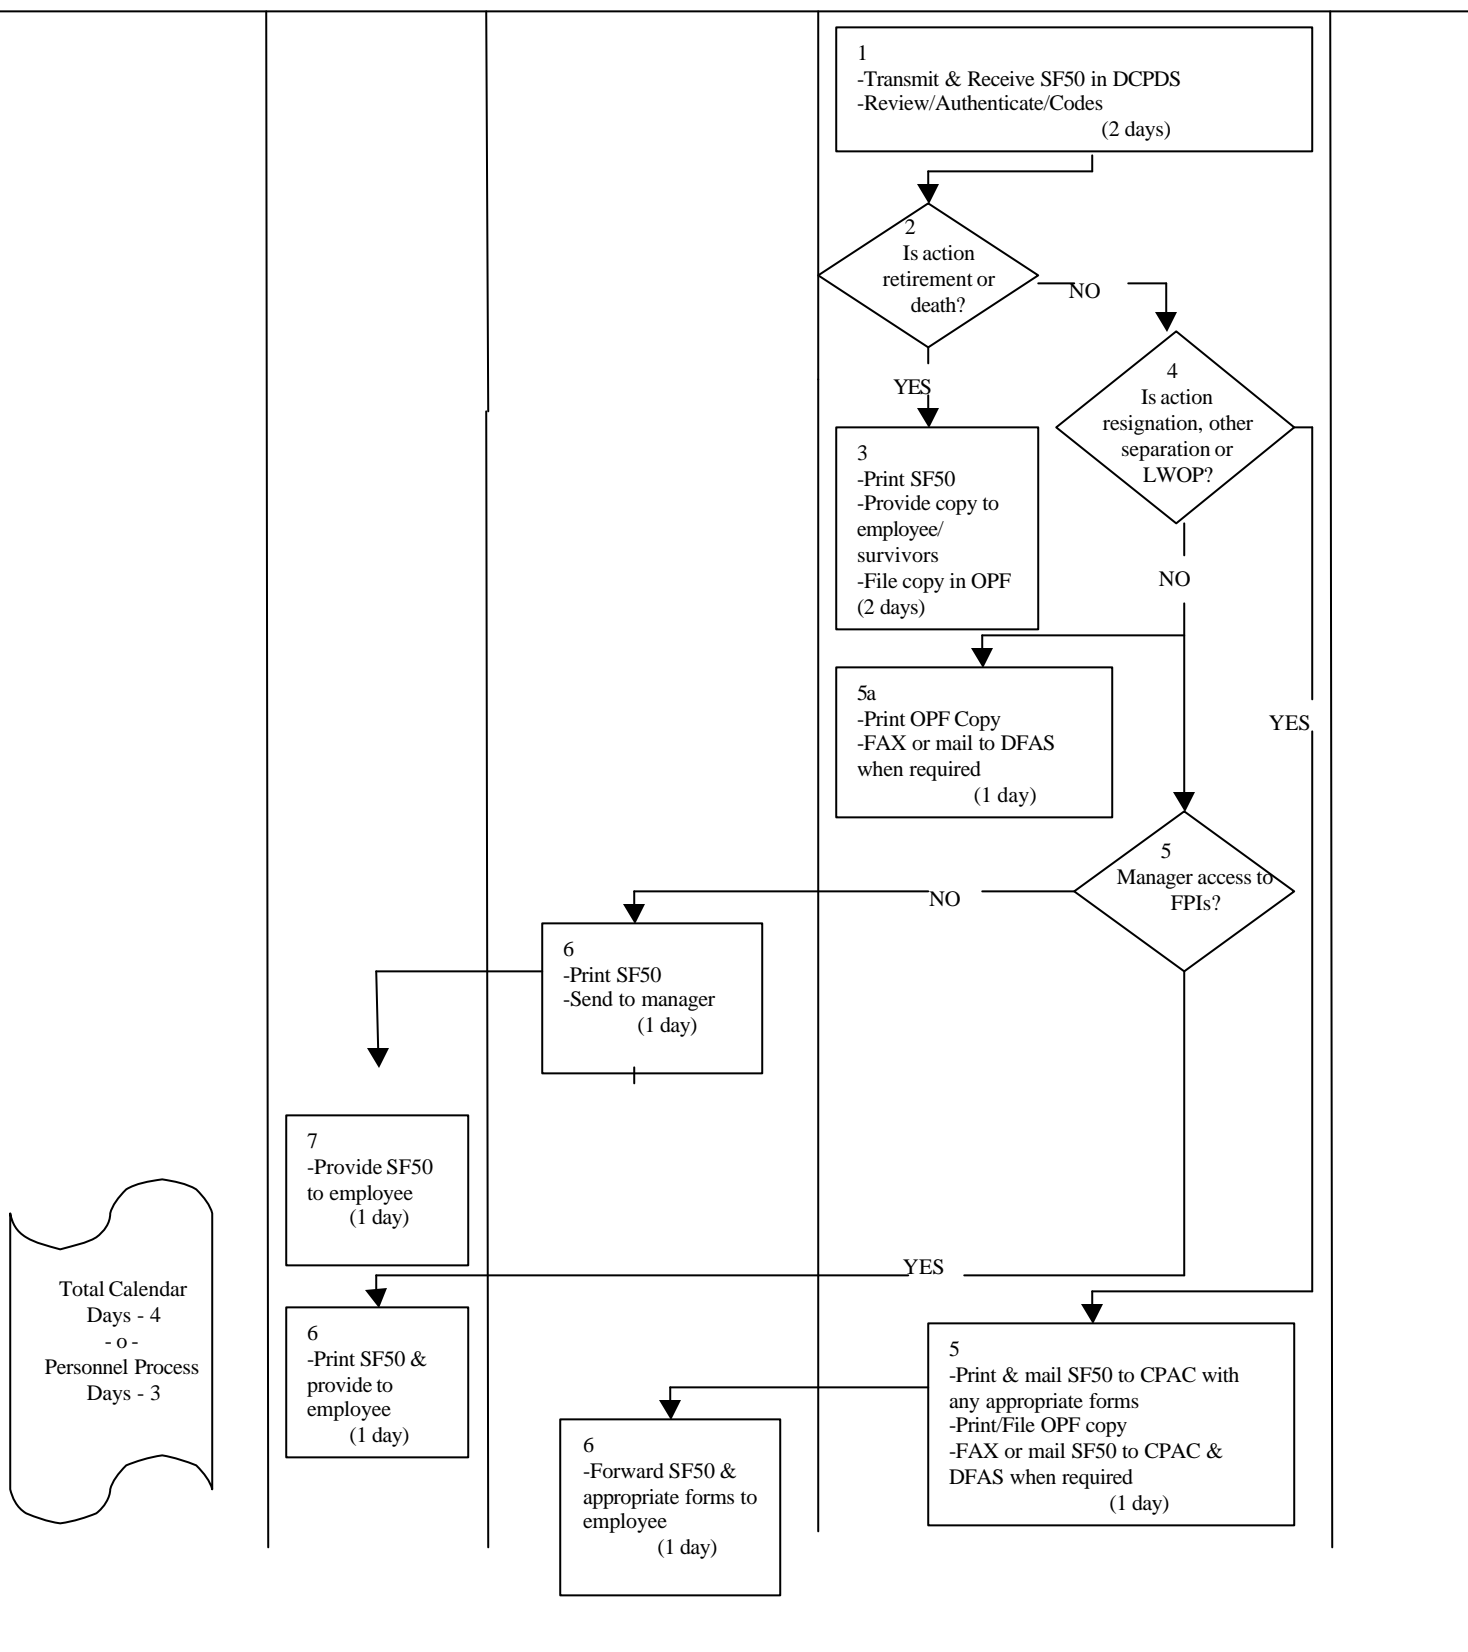 1
-Transmit & Receive SF50 in DCPDS
-Review/Authenticate/Codes
(2 days)
2
Is action
retirement or
death?
NO
YES
4
Is action
resignation, other
separation or
LWOP?
3
-Print SF50
-Provide copy to
employee/
survivors
-File copy in OPF
(2 days)
NO
YES
5a
-Print OPF Copy
-FAX or mail to DFAS
when required
(1 day)
5
Manager access to
FPIs?
NO
6
-Print SF50
-Send to manager
(1 day)
7
-Provide SF50
to employee
(1 day)
YES
Total Calendar
Days - 4
- o -
Personnel Process
Days - 3
6
-Print SF50 &
provide to
employee
(1 day)
5
-Print & mail SF50 to CPAC with
any appropriate forms
-Print/File OPF copy
-FAX or mail SF50 to CPAC &
DFAS when required
(1 day)
6
-Forward SF50 &
appropriate forms to
employee
(1 day)